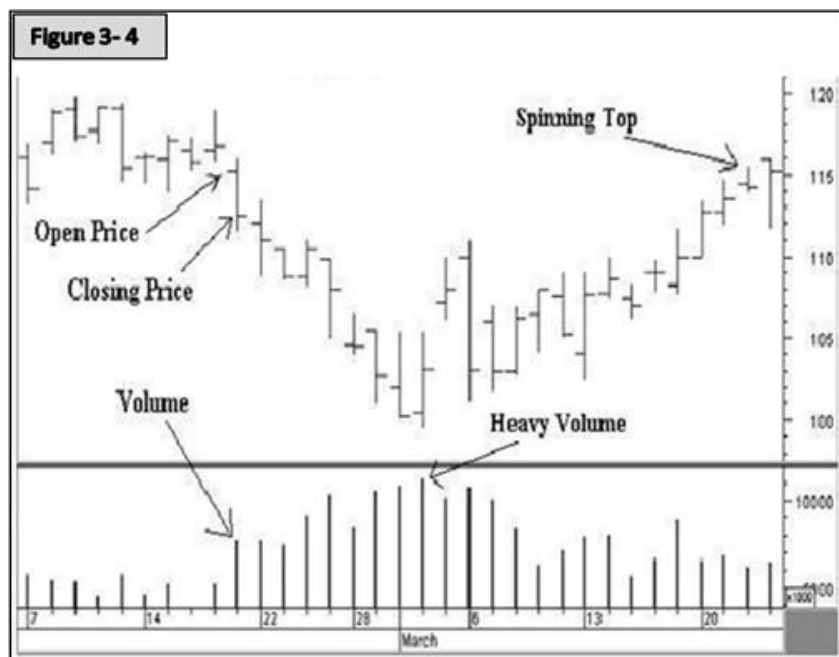 Figure 3- 4
120
Spinning Top
115
Open Price
Closing Price
110
105
Volume
Heavy Volume
100
10000
x1000
7
14
22
28
6
13
20
March